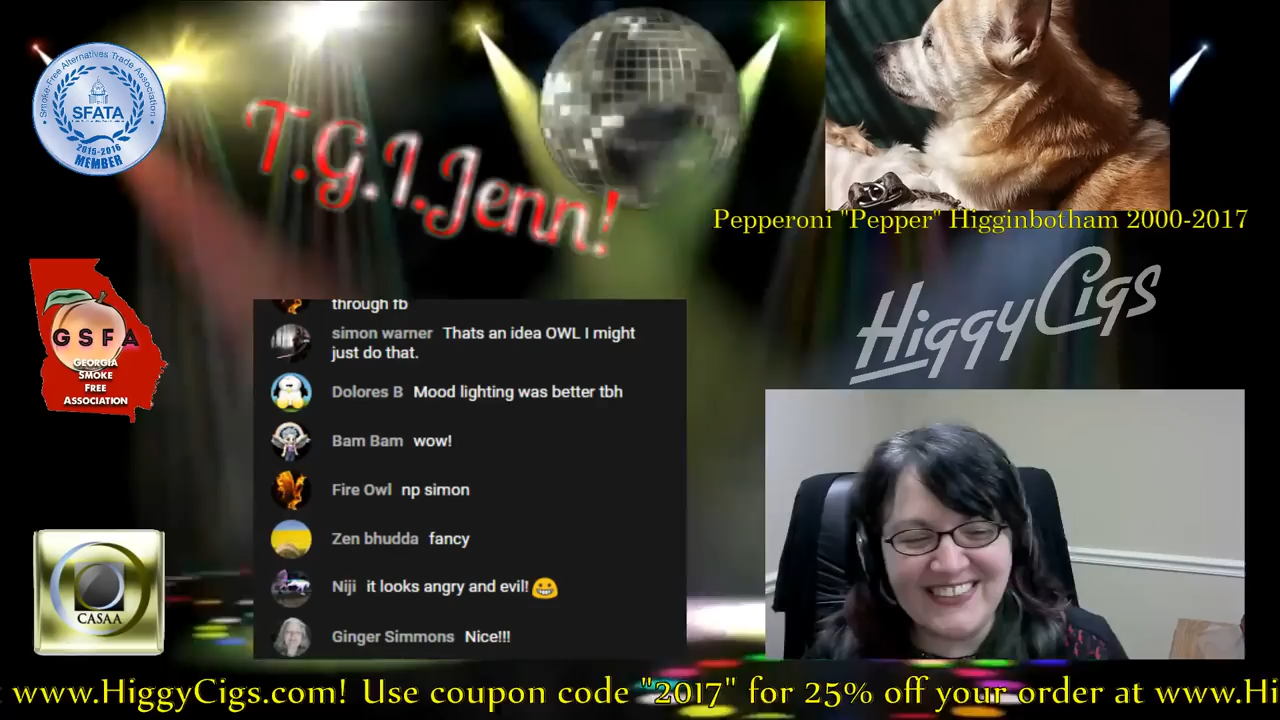 Smoke-Free Alternatives Trade Association
SFATA
2015-2016
MEMBER
T.G.I.Jenn!
Pepperoni "Pepper" Higginbotham 2000-2017
HiggyCigs
GSFA
GEORGIA
SMOKE
FREE
ASSOCIATION
CASAA
through fb
simon warner Thats an idea OWL I might
just do that.
Dolores B Mood lighting was better tbh
Bam Bam wow!
Fire Owl np simon
Zen bhudda fancy
Niji it looks angry and evil!😀
Ginger Simmons Nice!!!
www.HiggyCigs.com! Use coupon code "2017" for 25% off your order at www.Hi